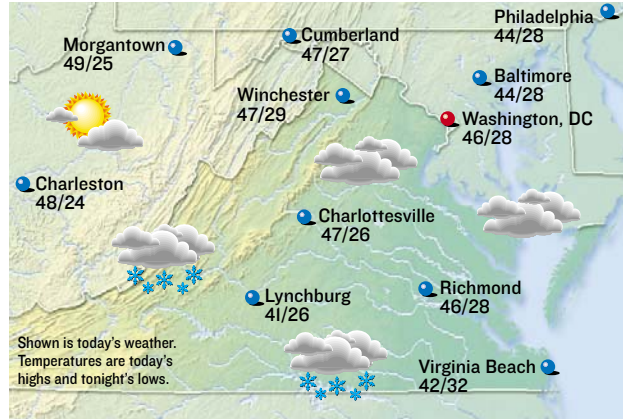 Philadelphia
44/28
Cumberland
47/27
Morgantown
49/25
Baltimore
44/28
Winchester
47/29
Washington, DC
46/28
Charleston
48/24
Charlottesville
47/26
Richmond
46/28
Lynchburg
41/26
Shown is today's weather.
Temperatures are today's
highs and tonight's lows.
Virginia Beach
42/32